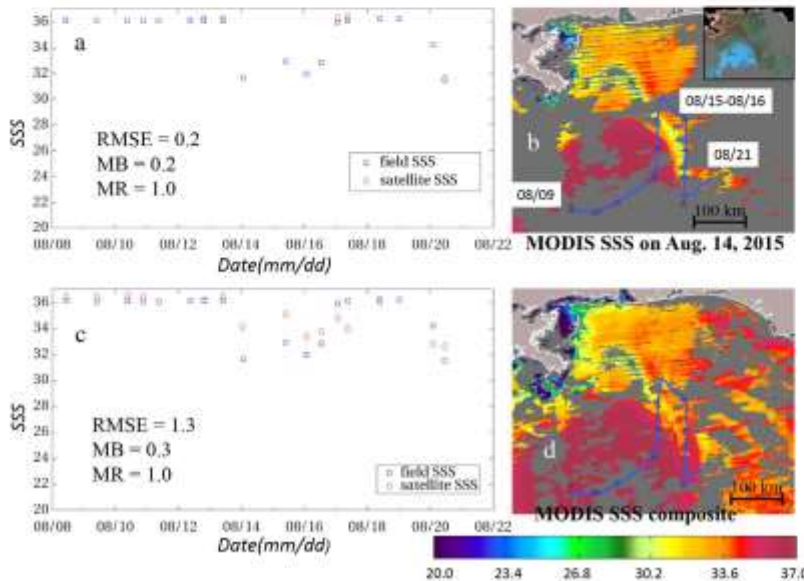 36
34
32
30
28
26
24
22
20
SSS
a
RMSE = 0.2
MB = 0.2
MR = 1.0
field SSS
satellite SSS
08/08 08/10 08/12 08/14 08/16 08/18 08/20 08/22
Date(mm/dd)
b
08/15-08/16
08/21
08/09
100 km
MODIS SSS on Aug. 14, 2015
36
34
32
30
28
26
24
22
20
SSS
c
RMSE = 1.3
MB = 0.3
MR = 1.0
field SSS
satellite SSS
08/08 08/10 08/12 08/14 08/16 08/18 08/20 08/22
Date(mm/dd)
d
100 km
MODIS SSS composite
20.0 23.4 26.8 30.2 33.6 37.0